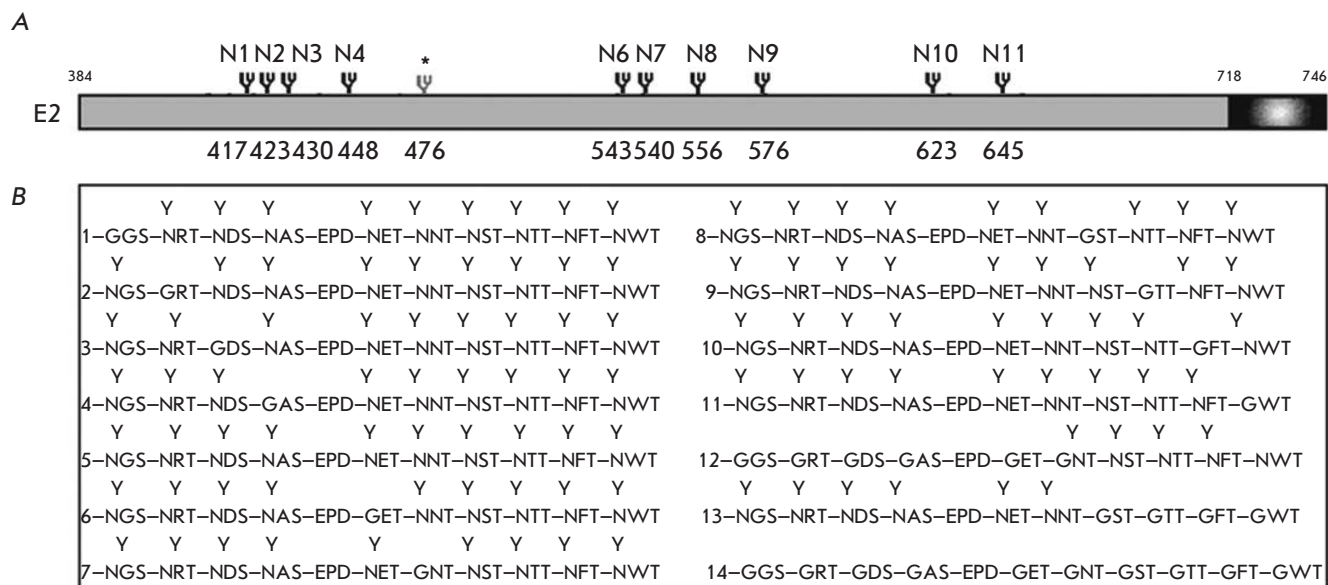 A
N1 N2 N3 N4 * N6 N7 N8 N9 N10 N11
384 718 746
E2
417 423 430 448 476 543 540 556 576 623 645
B
Y Y Y Y Y Y Y Y Y
1–GGS–NRT–NDS–NAS–EPD–NET–NNT–NST–NTT–NFT–NWT
Y Y Y Y Y Y Y Y Y
2–NGS–GRT–NDS–NAS–EPD–NET–NNT–NST–NTT–NFT–NWT
Y Y Y Y Y Y Y Y Y
3–NGS–NRT–GDS–NAS–EPD–NET–NNT–NST–NTT–NFT–NWT
Y Y Y Y Y Y Y Y Y
4–NGS–NRT–NDS–GAS–EPD–NET–NNT–NST–NTT–NFT–NWT
Y Y Y Y Y Y Y Y Y Y
5–NGS–NRT–NDS–NAS–EPD–NET–NNT–NST–NTT–NFT–NWT
Y Y Y Y Y Y Y Y Y
6–NGS–NRT–NDS–NAS–EPD–GET–NNT–NST–NTT–NFT–NWT
Y Y Y Y Y Y Y Y Y
7–NGS–NRT–NDS–NAS–EPD–NET–GNT–NST–NTT–NFT–NWT
Y Y Y Y Y Y Y Y Y
8–NGS–NRT–NDS–NAS–EPD–NET–NNT–GST–NTT–NFT–NWT
Y Y Y Y Y Y Y Y Y
9–NGS–NRT–NDS–NAS–EPD–NET–NNT–NST–GTT–NFT–NWT
Y Y Y Y Y Y Y Y Y
10–NGS–NRT–NDS–NAS–EPD–NET–NNT–NST–NTT–GFT–NWT
Y Y Y Y Y Y Y Y Y
11–NGS–NRT–NDS–NAS–EPD–NET–NNT–NST–NTT–NFT–GWT
Y Y Y Y
12–GGS–GRT–GDS–GAS–EPD–GET–GNT–NST–NTT–NFT–NWT
Y Y Y Y Y Y
13–NGS–NRT–NDS–NAS–EPD–NET–NNT–GST–GTT–GFT–GWT
14–GGS–GRT–GDS–GAS–EPD–GET–GNT–GST–GTT–GFT–GWT